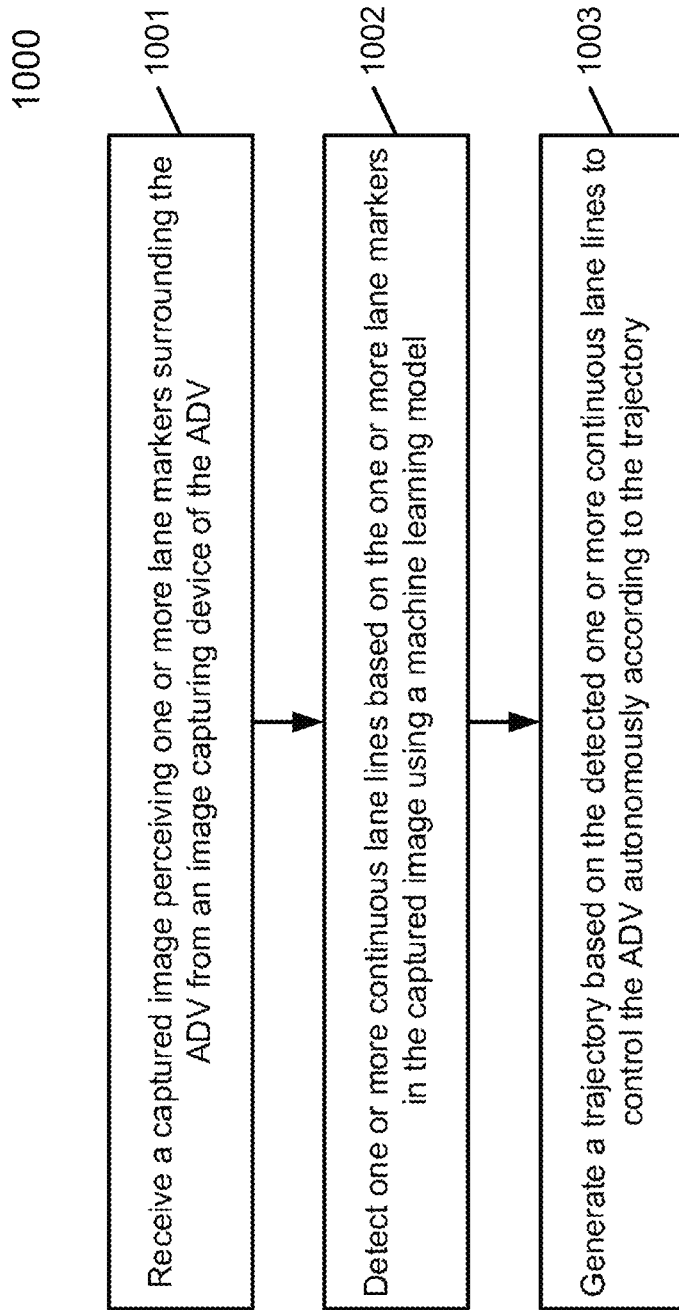 1000
Receive a captured image perceiving one or more lane markers surrounding the
ADV from an image capturing device of the ADV
1001
Detect one or more continuous lane lines based on the one or more lane markers
in the captured image using a machine learning model
1002
Generate a trajectory based on the detected one or more continuous lane lines to
control the ADV autonomously according to the trajectory
1003